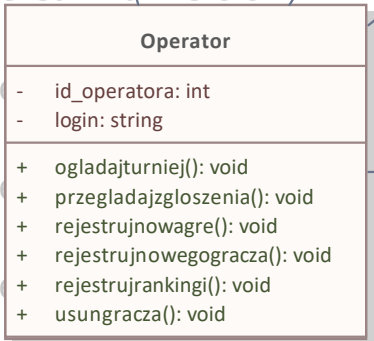 Operator
- id_operatora: int
- login: string
+ ogladajturniej(): void
+ przegladajzgloszenia(): void
+ rejestrujnowagre(): void
+ rejestrujnowegogracza(): void
+ rejestrujrankingi(): void
+ usungracza(): void